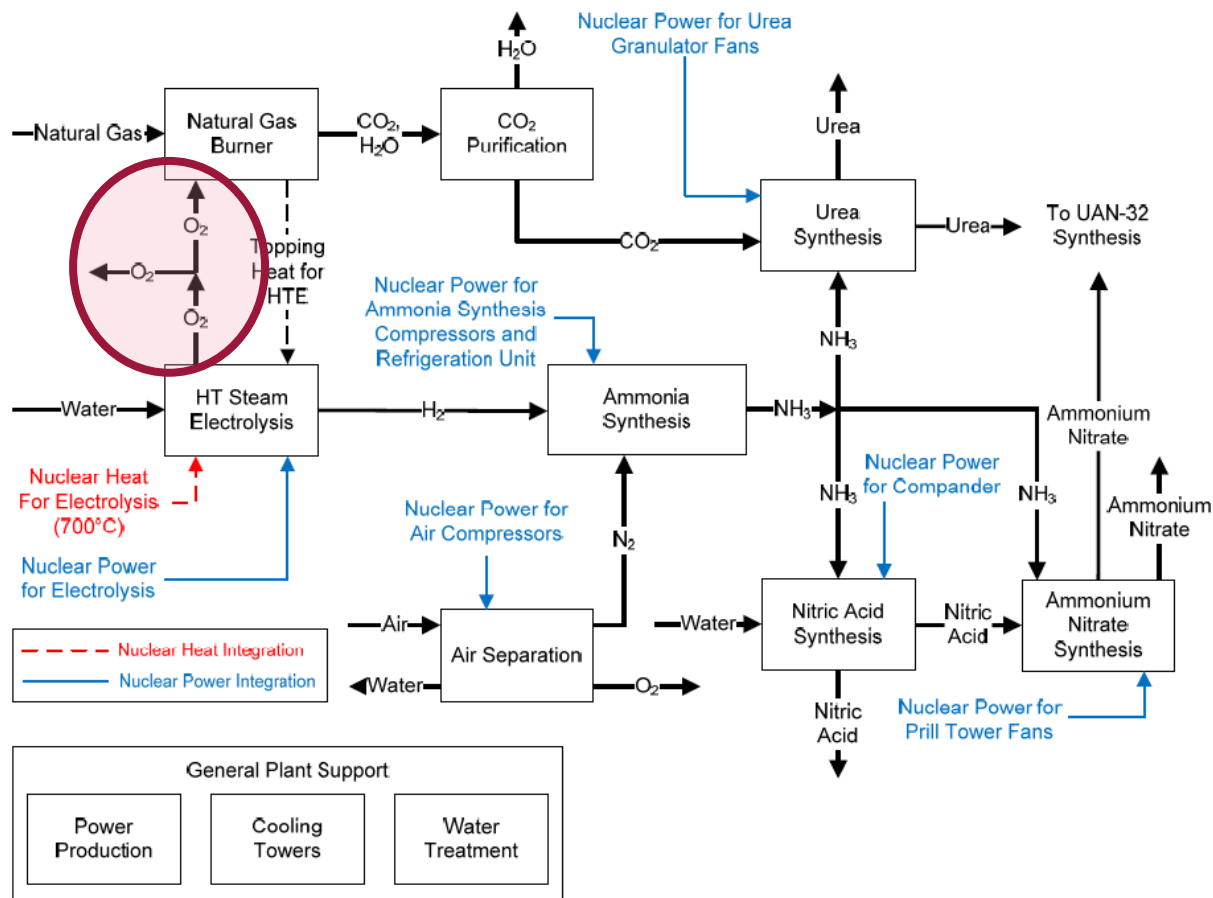 Nuclear Power for Urea
Granulator Fans
H₂O
Natural Gas
Natural Gas
Burner
CO₂,
H₂O
CO₂
Purification
Urea
O₂
O₂
O₂
Topping
Heat for
HTE
CO₂
Urea
Synthesis
Urea
To UAN-32
Synthesis
Nuclear Power for
Ammonia Synthesis
Compressors and
Refrigeration Unit
NH₃
Water
HT Steam
Electrolysis
H₂
Ammonia
Synthesis
NH₃
Ammonium
Nitrate
Nuclear Heat
For Electrolysis
(700°C)
Nuclear Power
for Electrolysis
Nuclear Power for
Air Compressors
N₂
NH₃
Nuclear Power
for Compander
NH₃
Ammonium
Nitrate
Air
Air Separation
Water
O₂
Water
Nitric Acid
Synthesis
Nitric
Acid
Ammonium
Nitrate
Synthesis
Nuclear Heat Integration
Nuclear Power Integration
Nitric
Acid
Nuclear Power for
Prill Tower Fans
General Plant Support
Power
Production
Cooling
Towers
Water
Treatment